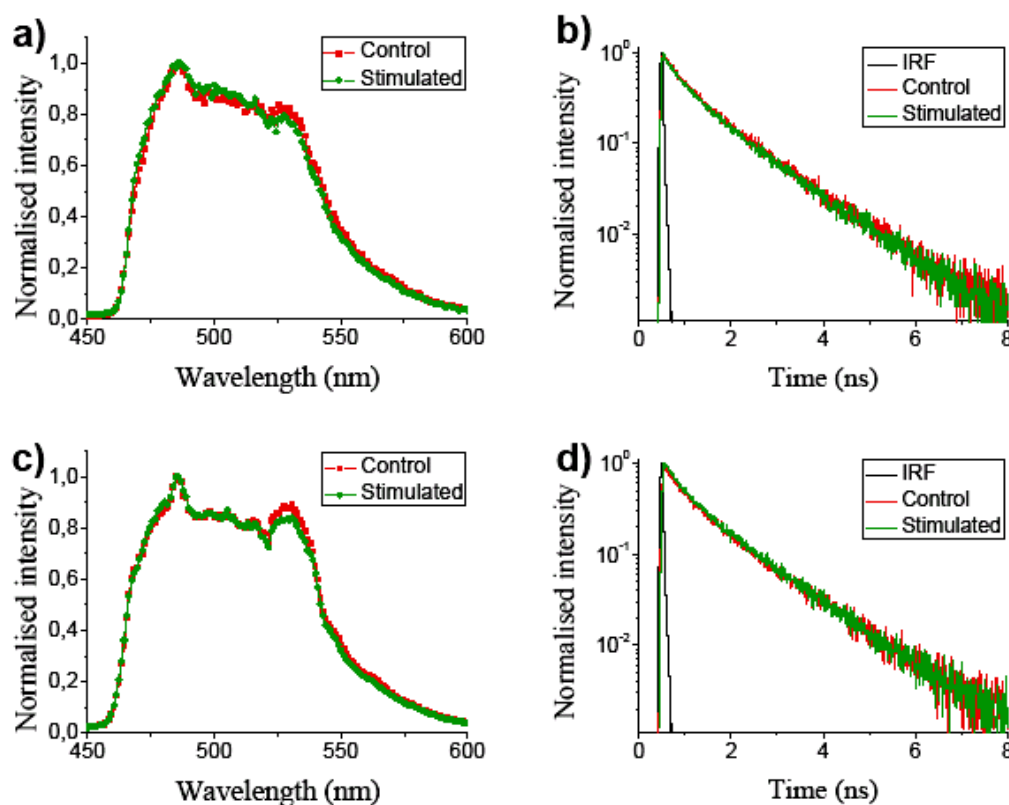 a)
Normalised intensity
1,0
0,8
0,6
0,4
0,2
0,0
450
500
550
600
Wavelength (nm)
Control
Stimulated
b)
Normalised intensity
10^0
10^-1
10^-2
0
2
4
6
8
Time (ns)
IRF
Control
Stimulated
c)
Normalised intensity
1,0
0,8
0,6
0,4
0,2
0,0
450
500
550
600
Wavelength (nm)
Control
Stimulated
d)
Normalised intensity
10^0
10^-1
10^-2
0
2
4
6
8
Time (ns)
IRF
Control
Stimulated